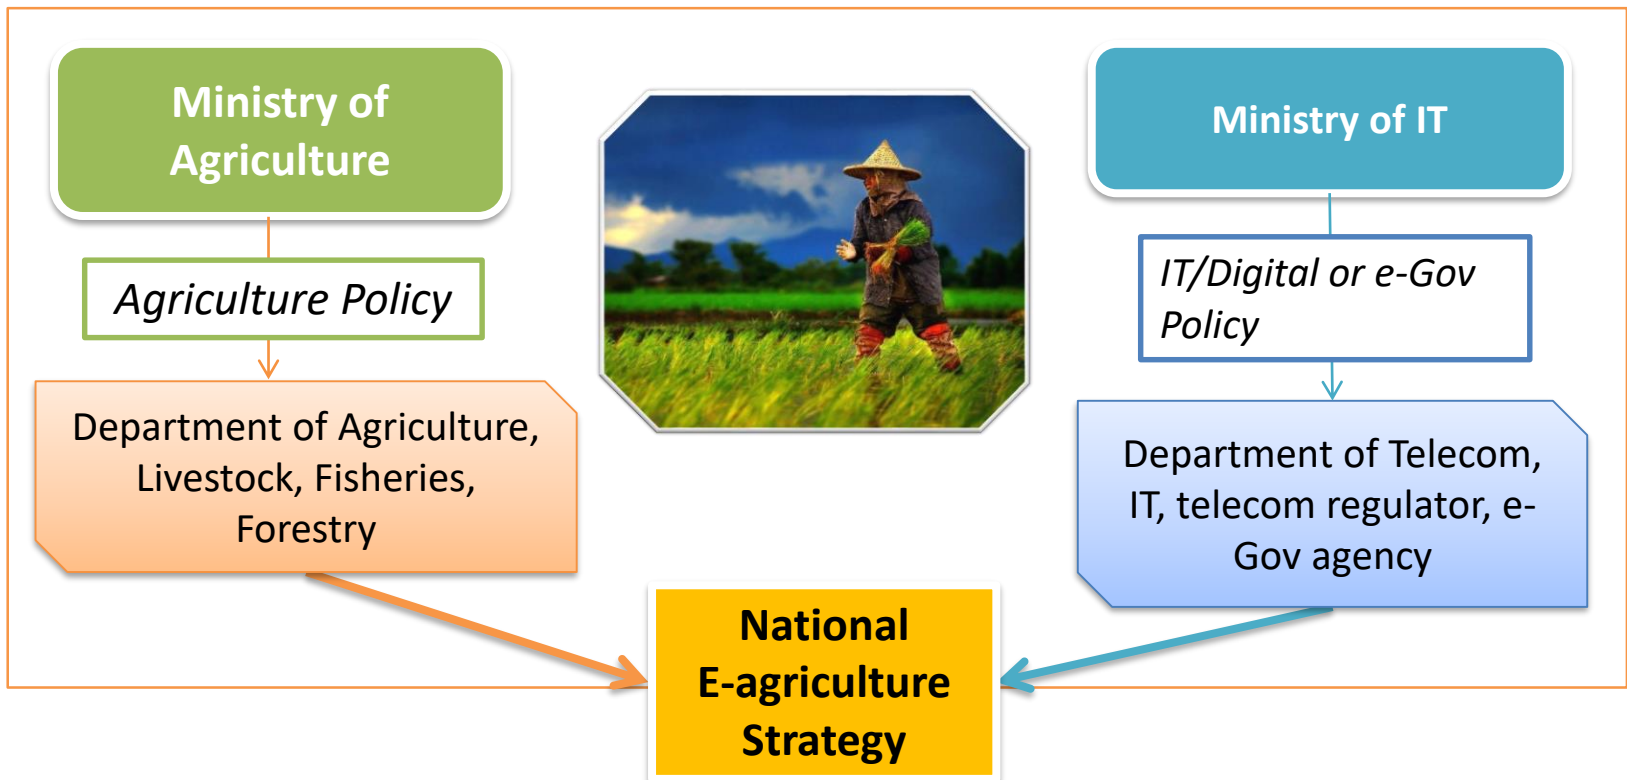 Ministry of
Agriculture
Ministry of IT
Agriculture Policy
IT/Digital or e-Gov
Policy
Department of Agriculture,
Livestock, Fisheries,
Forestry
Department of Telecom,
IT, telecom regulator, e-
Gov agency
National
E-agriculture
Strategy